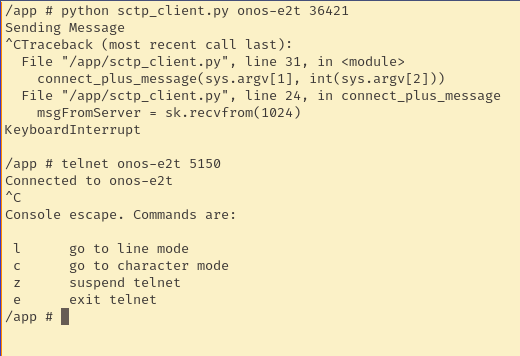 /app # python sctp_client.py onos-e2t 36421
Sending Message
^CTraceback (most recent call last):
  File "/app/sctp_client.py", line 31, in <module>
    connect_plus_message(sys.argv[1], int(sys.argv[2]))
  File "/app/sctp_client.py", line 24, in connect_plus_message
    msgFromServer = sk.recvfrom(1024)
KeyboardInterrupt

/app # telnet onos-e2t 5150
Connected to onos-e2t
^C
Console escape. Commands are:

 l      go to line mode
 c      go to character mode
 z      suspend telnet
 e      exit telnet
/app #